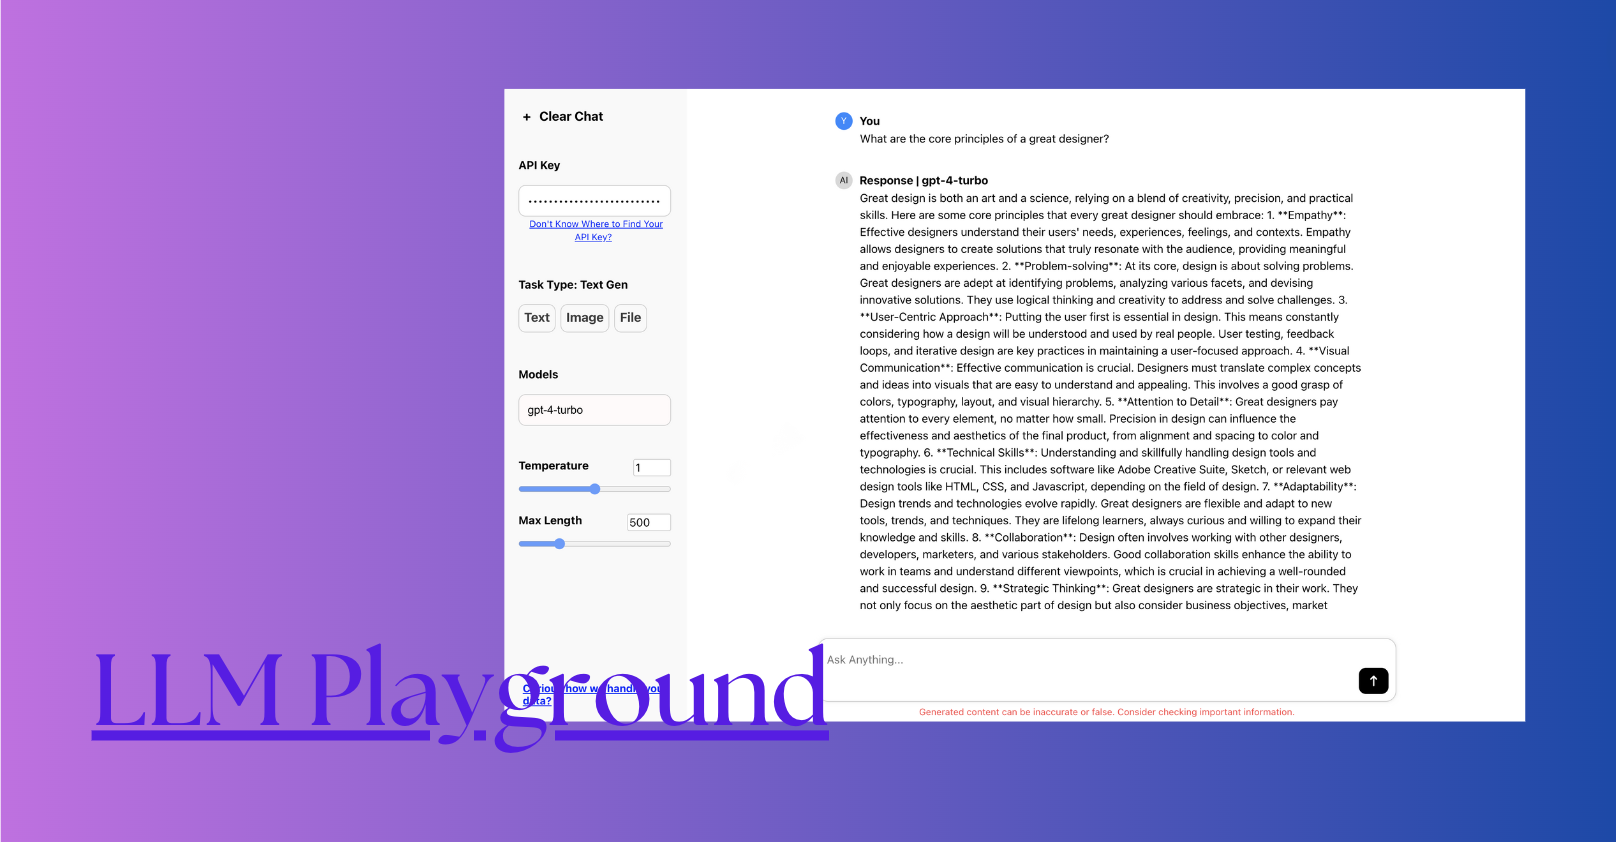 + Clear Chat
API Key
Don't Know Where to Find Your
API Key?
Task Type: Text Gen
Text Image File
Models
gpt-4-turbo
Temperature 1
Max Length 500
Curious how we handle your
data?
Y You
What are the core principles of a great designer?
AI Response | gpt-4-turbo
Great design is both an art and a science, relying on a blend of creativity, precision, and practical
skills. Here are some core principles that every great designer should embrace: 1. **Empathy**:
Effective designers understand their users' needs, experiences, feelings, and contexts. Empathy
allows designers to create solutions that truly resonate with the audience, providing meaningful
and enjoyable experiences. 2. **Problem-solving**: At its core, design is about solving problems.
Great designers are adept at identifying problems, analyzing various facets, and devising
innovative solutions. They use logical thinking and creativity to address and solve challenges. 3.
**User-Centric Approach**: Putting the user first is essential in design. This means constantly
considering how a design will be understood and used by real people. User testing, feedback
loops, and iterative design are key practices in maintaining a user-focused approach. 4. **Visual
Communication**: Effective communication is crucial. Designers must translate complex concepts
and ideas into visuals that are easy to understand and appealing. This involves a good grasp of
colors, typography, layout, and visual hierarchy. 5. **Attention to Detail**: Great designers pay
attention to every element, no matter how small. Precision in design can influence the
effectiveness and aesthetics of the final product, from alignment and spacing to color and
typography. 6. **Technical Skills**: Understanding and skillfully handling design tools and
technologies is crucial. This includes software like Adobe Creative Suite, Sketch, or relevant web
design tools like HTML, CSS, and Javascript, depending on the field of design. 7. **Adaptability**:
Design trends and technologies evolve rapidly. Great designers are flexible and adapt to new
tools, trends, and techniques. They are lifelong learners, always curious and willing to expand their
knowledge and skills. 8. **Collaboration**: Design often involves working with other designers,
developers, marketers, and various stakeholders. Good collaboration skills enhance the ability to
work in teams and understand different viewpoints, which is crucial in achieving a well-rounded
and successful design. 9. **Strategic Thinking**: Great designers are strategic in their work. They
not only focus on the aesthetic part of design but also consider business objectives, market
Ask Anything...
Generated content can be inaccurate or false. Consider checking important information.
LLM Playground